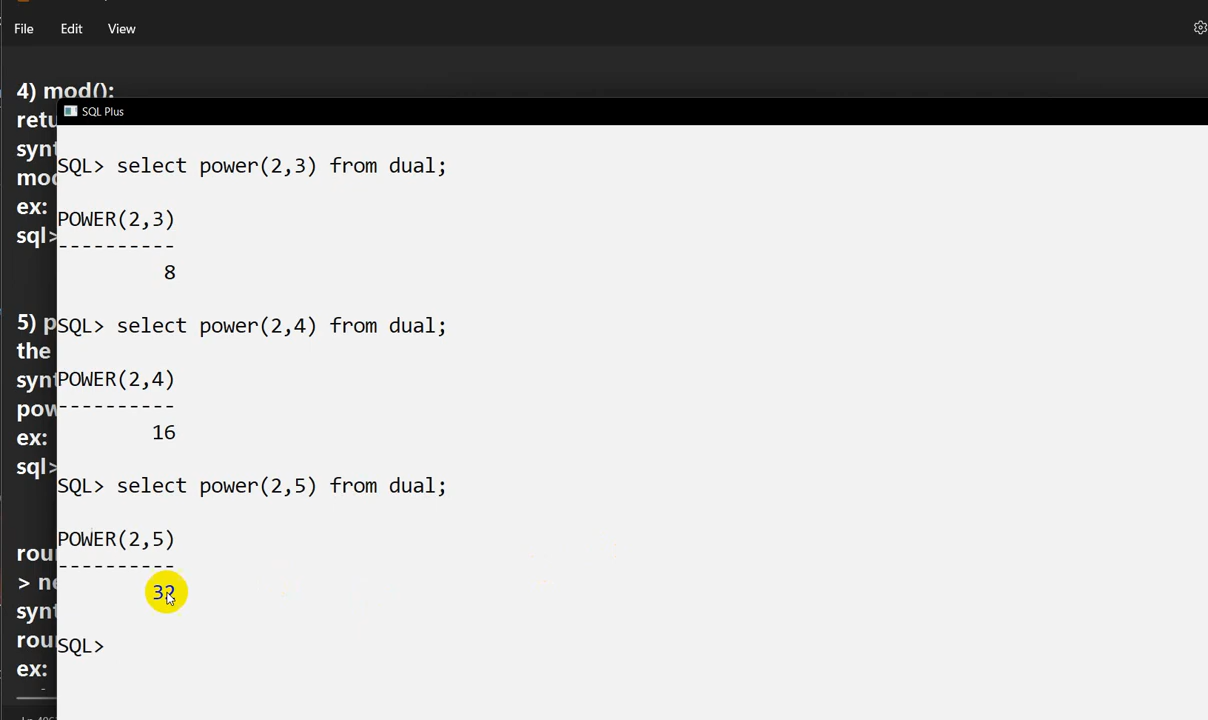 File Edit View
4) mod():
SQL Plus
SQL> select power(2,3) from dual;
POWER(2,3)
----------
8
SQL> select power(2,4) from dual;
POWER(2,4)
----------
16
SQL> select power(2,5) from dual;
POWER(2,5)
----------
32
SQL>
ex:
sql>
5)
the
ex:
sql>
>
ex: